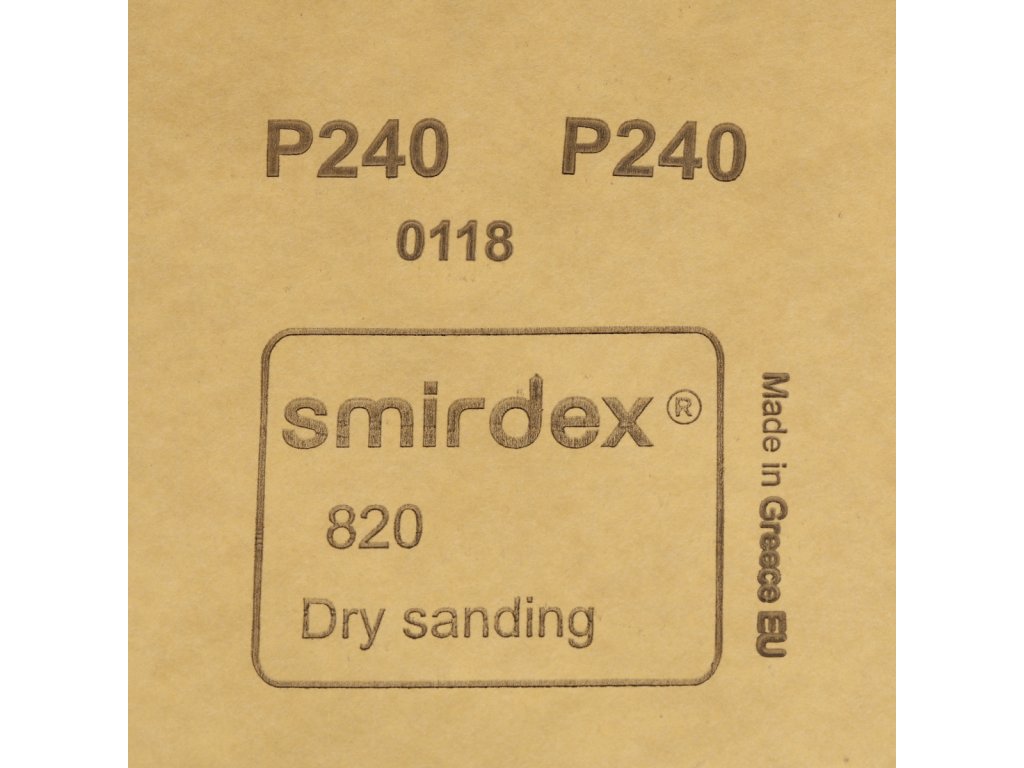 P240 P240
0118
smirdex®
820
Dry sanding
Made in Greece EU